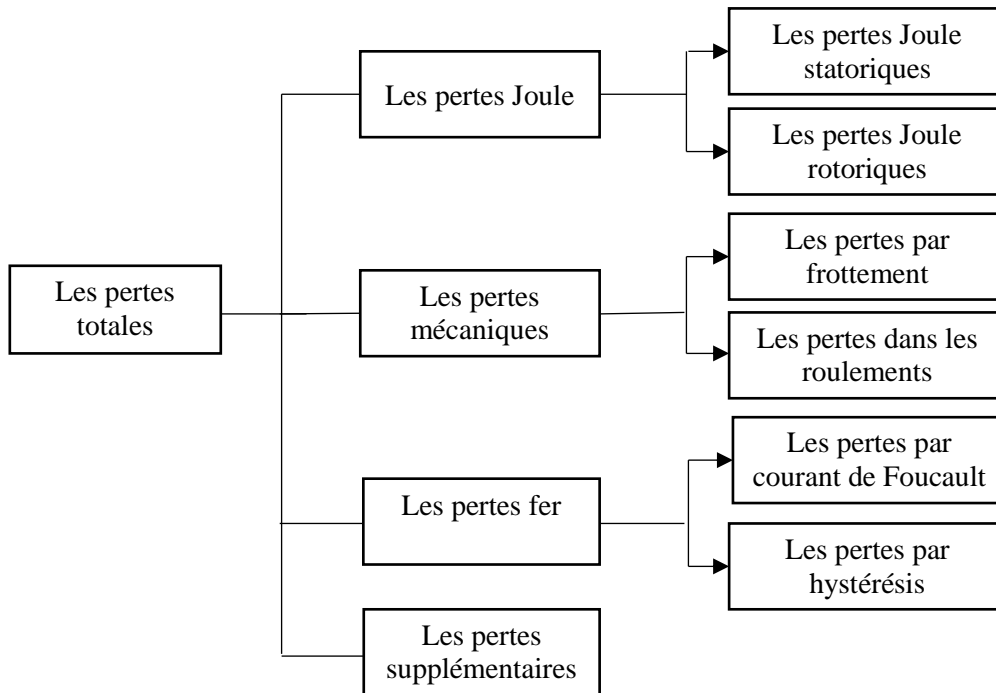 Les pertes
totales
Les pertes Joule
Les pertes Joule
statoriques
Les pertes Joule
rotoriques
Les pertes
mécaniques
Les pertes par
frottement
Les pertes dans les
roulements
Les pertes fer
Les pertes par
courant de Foucault
Les pertes par
hystérésis
Les pertes
supplémentaires